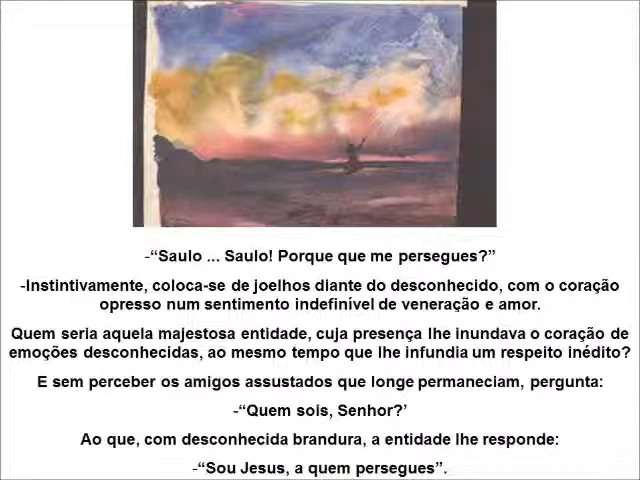 -“Saulo ... Saulo! Porque que me persegues?”
-Instintivamente, coloca-se de joelhos diante do desconhecido, com o coração
opresso num sentimento indefinível de veneração e amor.
Quem seria aquela majestosa entidade, cuja presença lhe inundava o coração de
emoções desconhecidas, ao mesmo tempo que lhe infundia um respeito inédito?
E sem perceber os amigos assustados que longe permaneciam, pergunta:
-“Quem sois, Senhor?’
Ao que, com desconhecida brandura, a entidade lhe responde:
-“Sou Jesus, a quem persegues”.